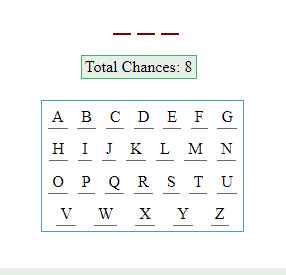 _ _ _
Total Chances: 8
A B C D E F G
H I J K L M N
O P Q R S T U
V W X Y Z